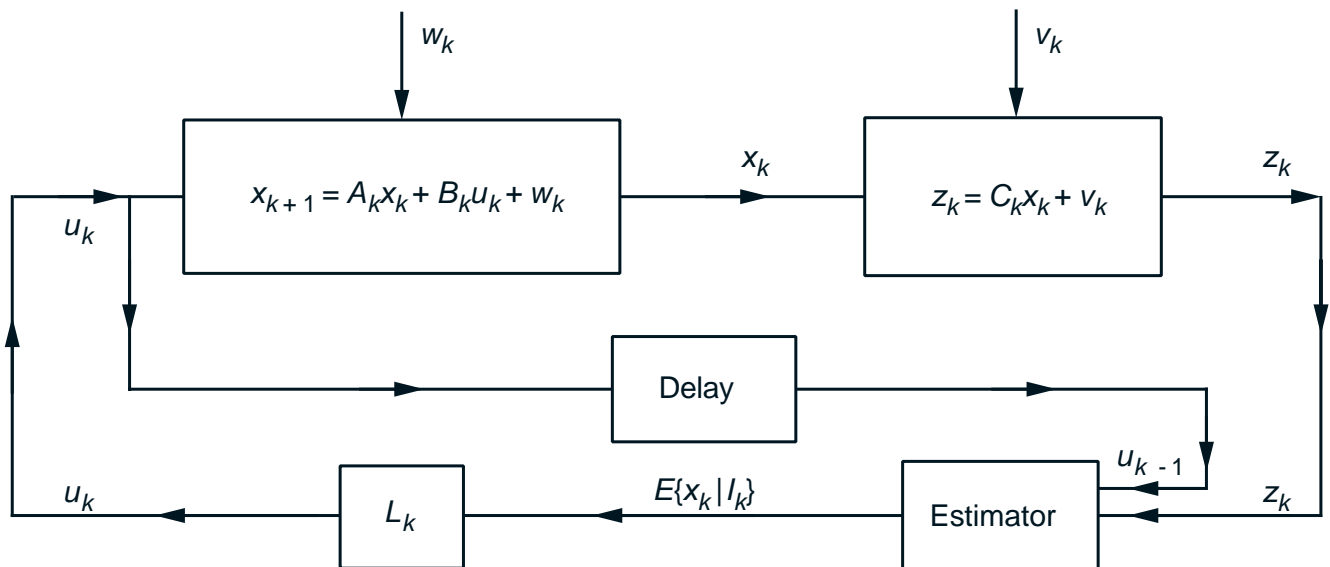 w_k
v_k
x_{k+1} = A_k x_k + B_k u_k + w_k
x_k
z_k = C_k x_k + v_k
z_k
u_k
Delay
u_{k-1}
u_k
L_k
E{x_k | I_k}
Estimator
z_k